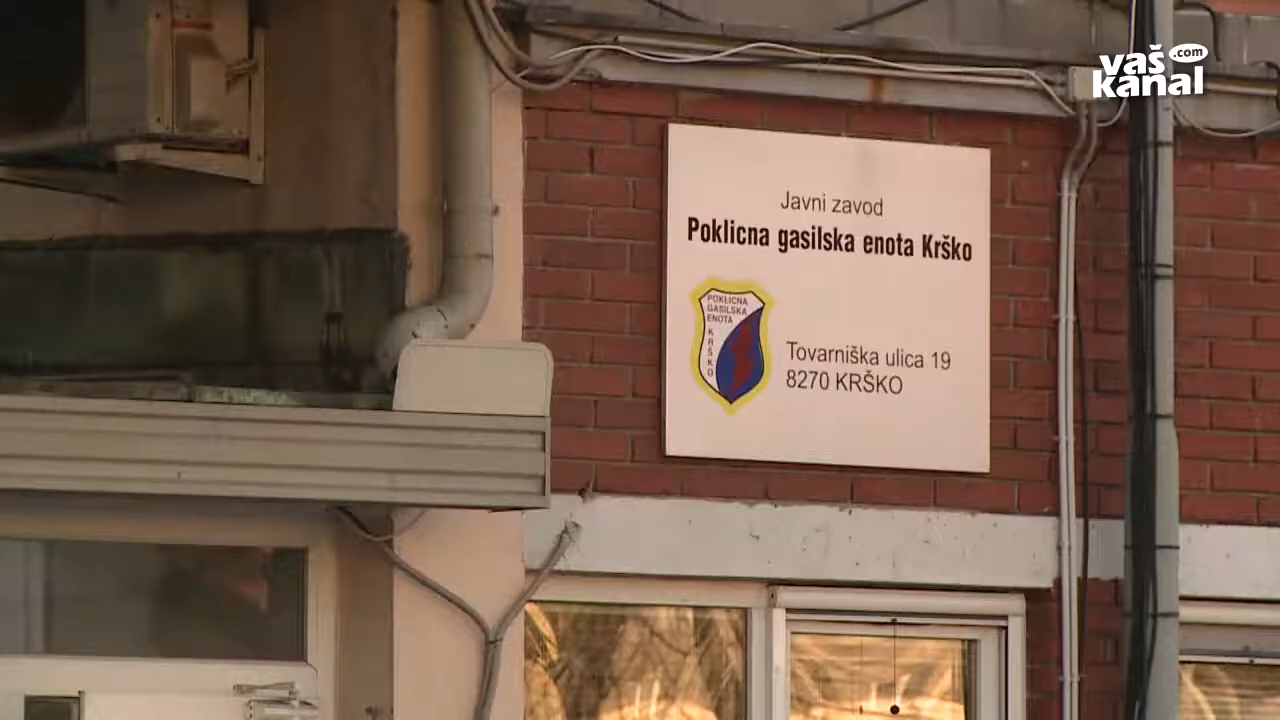 vaš.com
kanal
Javni zavod
Poklicna gasilska enota Krško
POKLICNA
GASILSKA
ENOTA
KRŠKO
Tovarniška ulica 19
8270 KRŠKO